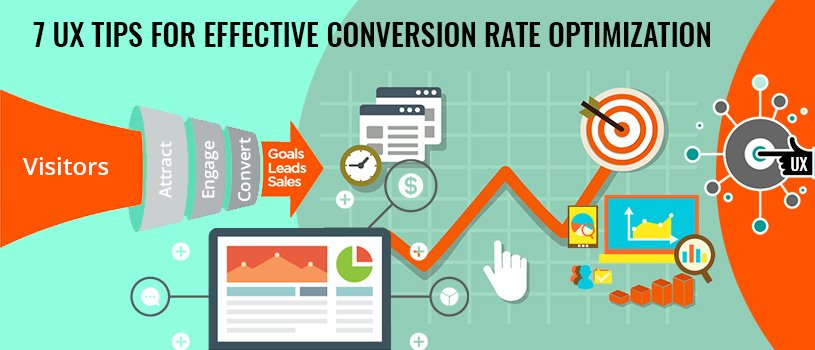 7 UX TIPS FOR EFFECTIVE CONVERSION RATE OPTIMIZATION
Visitors
Attract
Engage
Convert
Goals
Leads
Sales
$
UX